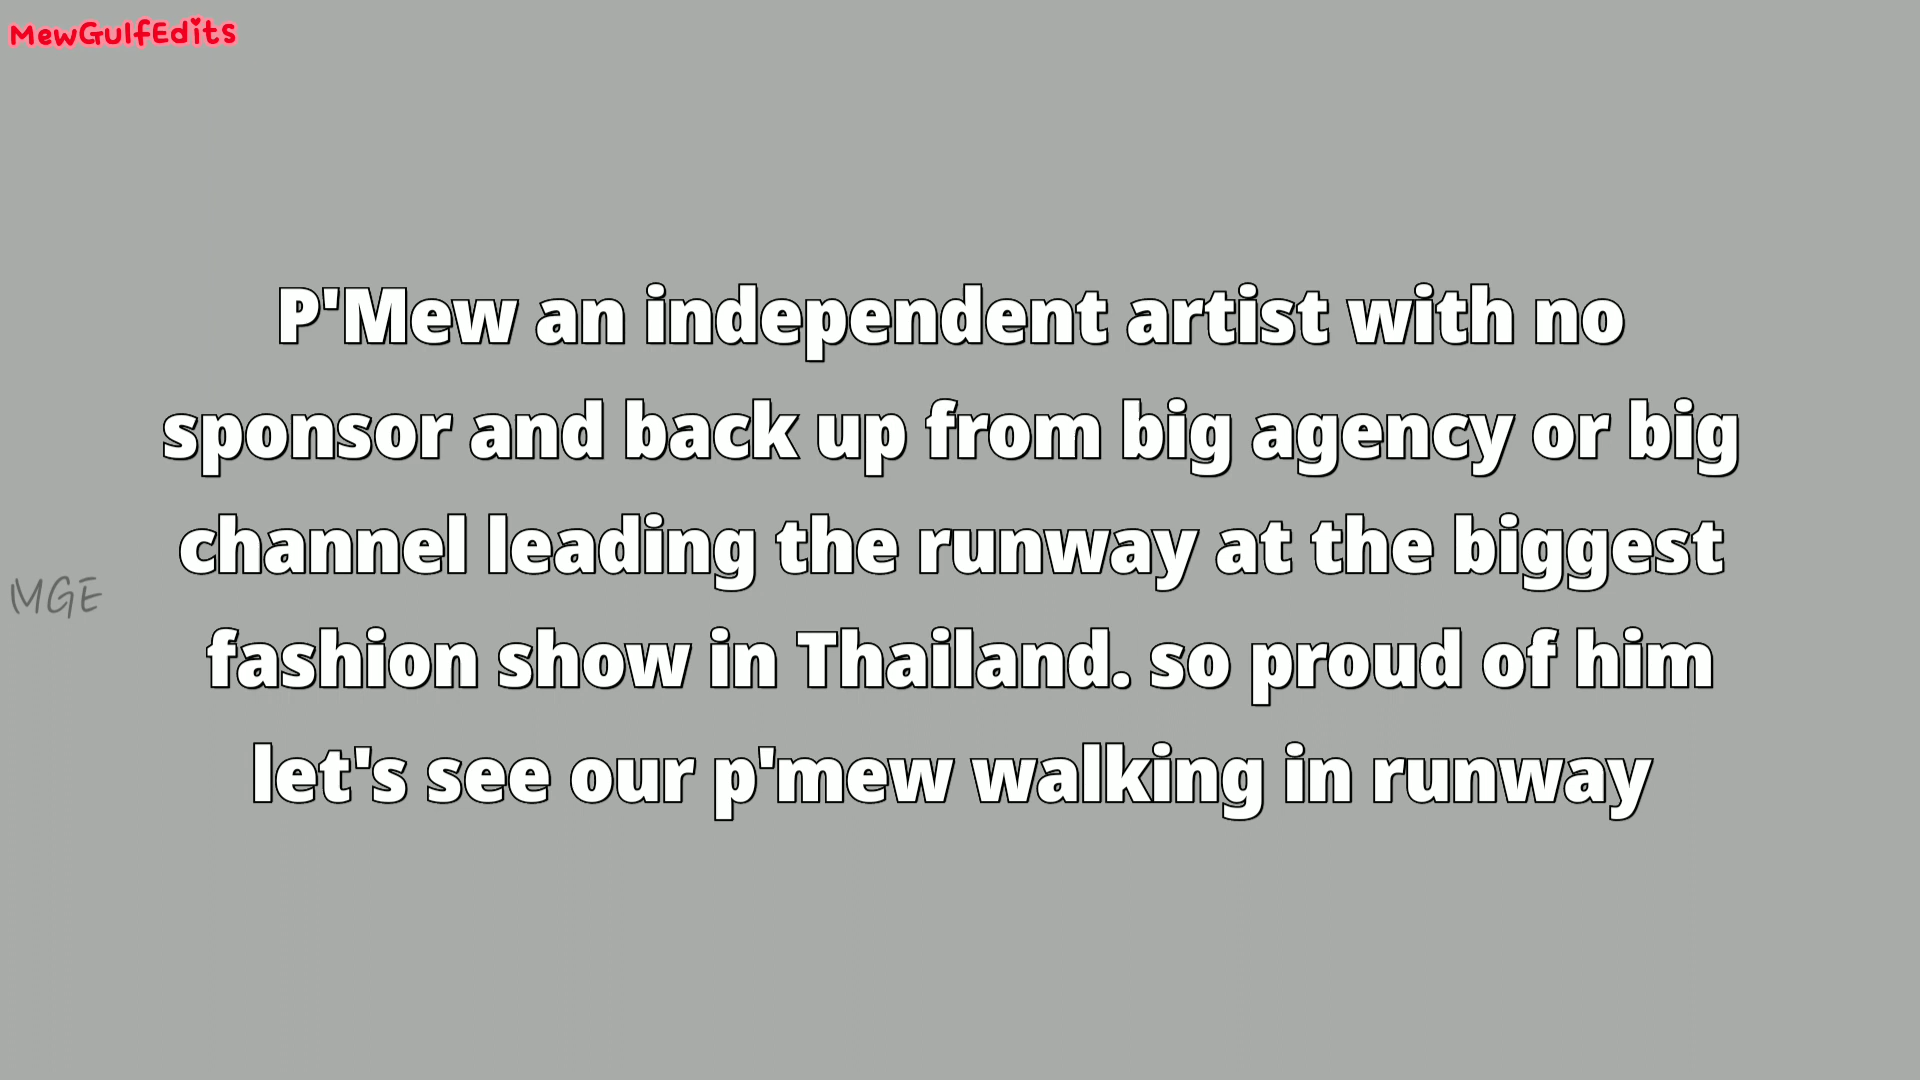 MewGulfEdits
P'Mew an independent artist with no
sponsor and back up from big agency or big
channel leading the runway at the biggest
MGE
fashion show in Thailand. so proud of him
let's see our p'mew walking in runway